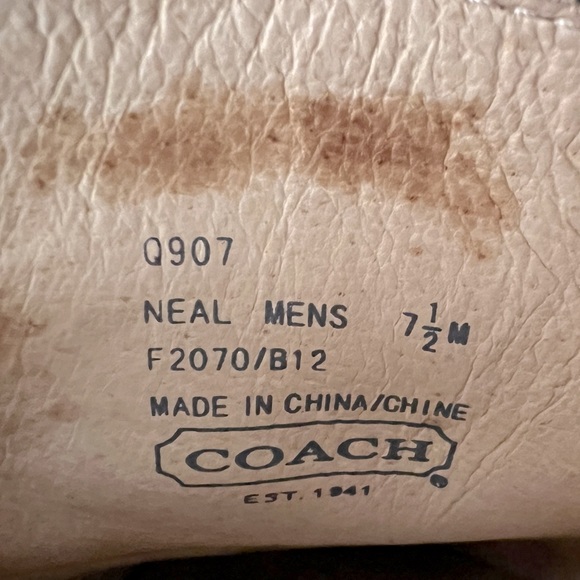 Q907
NEAL MENS 7 1/2 M
F2070/B12
MADE IN CHINA/CHINE
COACH
EST. 1941